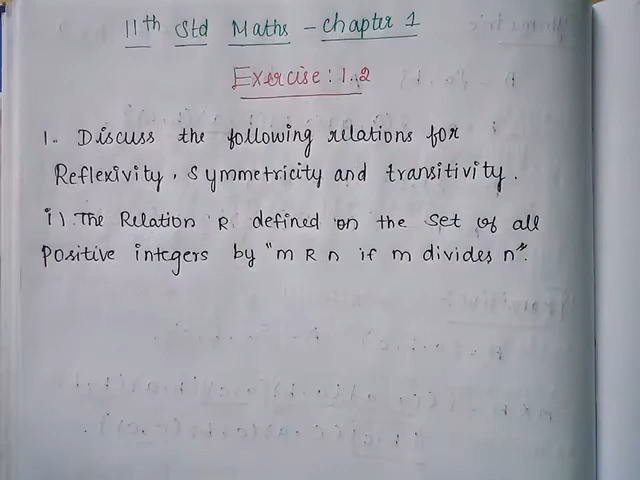 11th Std Maths - Chapter 1
Exercise: 1.2
1. Discuss the following relations for
Reflexivity, Symmetricity and transitivity.
i) The Relation R defined on the set of all
Positive integers by "m R n if m divides n".